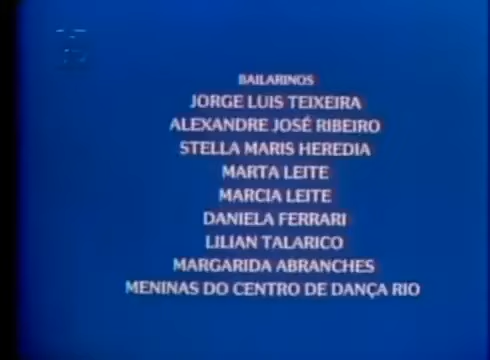 BAILARINOS
JORGE LUIS TEIXEIRA
ALEXANDRE JOSÉ RIBEIRO
STELLA MARIS HEREDIA
MARTA LEITE
MARCIA LEITE
DANIELA FERRARI
LILIAN TALARICO
MARGARIDA ABRANCHES
MENINAS DO CENTRO DE DANÇA RIO